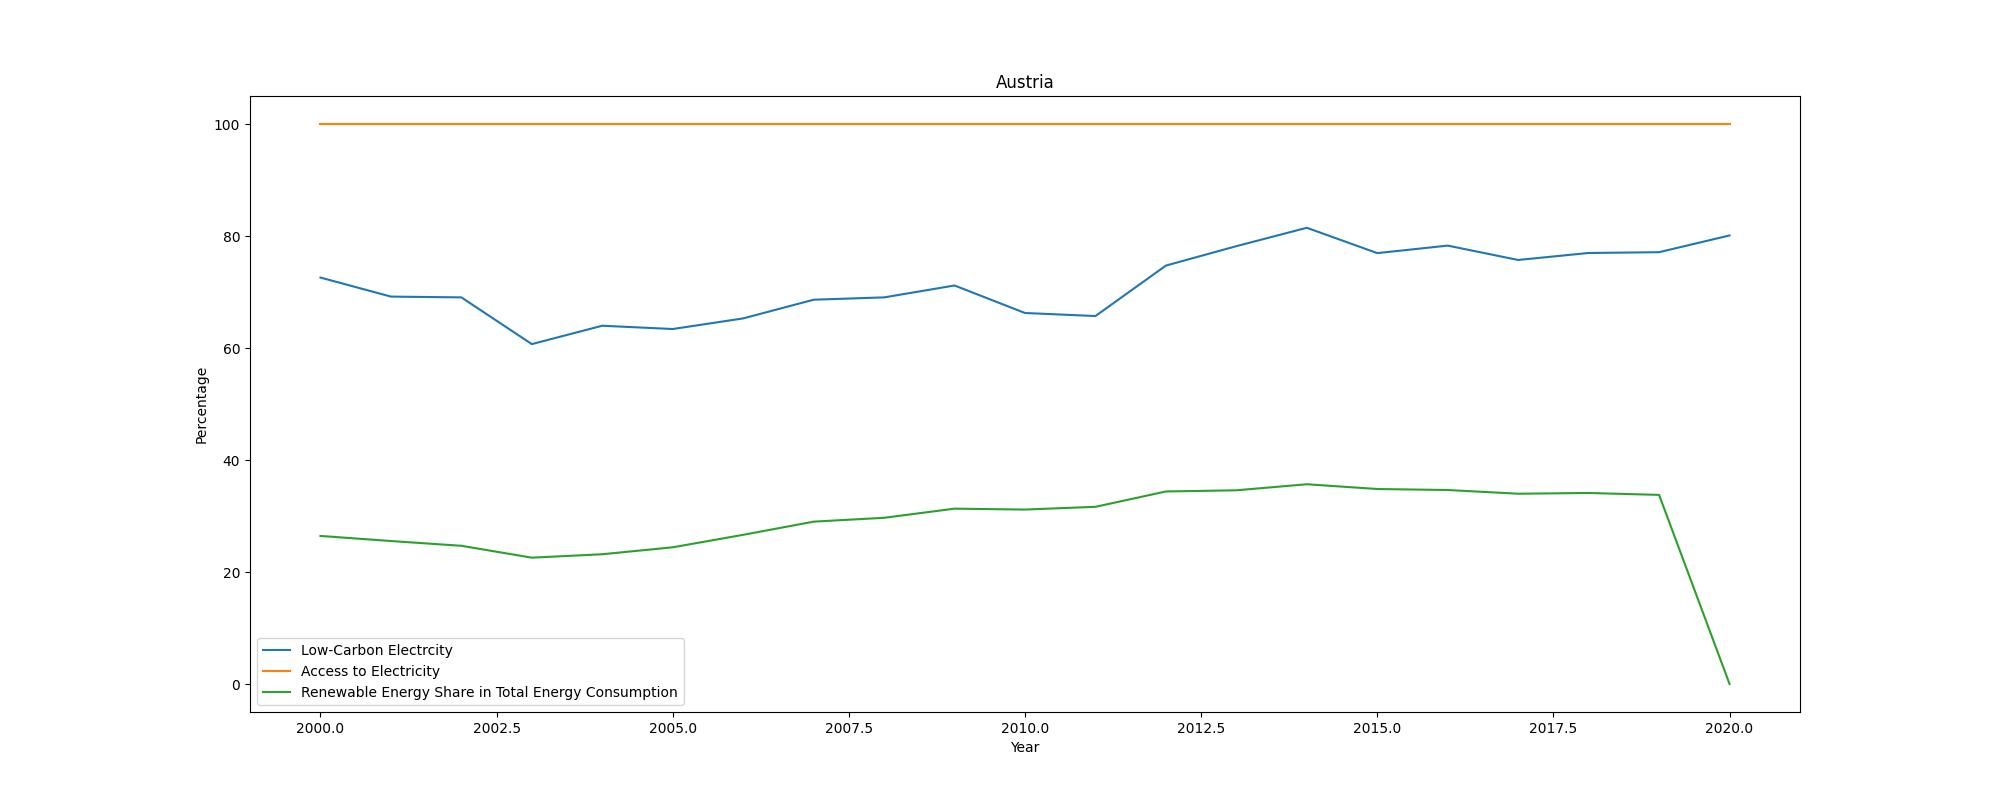 Austria
100
80
60
40
20
0
Percentage
2000.0 2002.5 2005.0 2007.5 2010.0 2012.5 2015.0 2017.5 2020.0
Year
Low-Carbon Electrcity
Access to Electricity
Renewable Energy Share in Total Energy Consumption